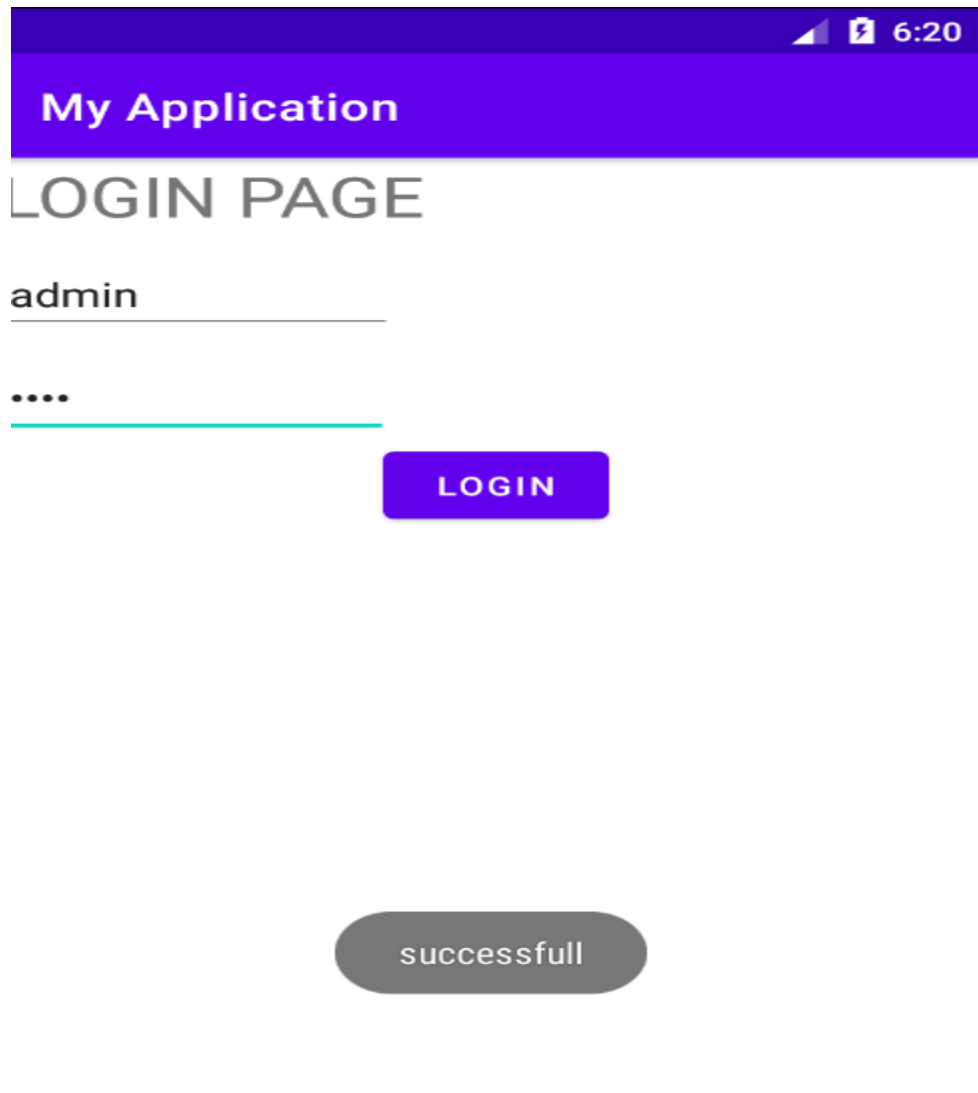 6:20
My Application
LOGIN PAGE
admin
••••
LOGIN
successfull